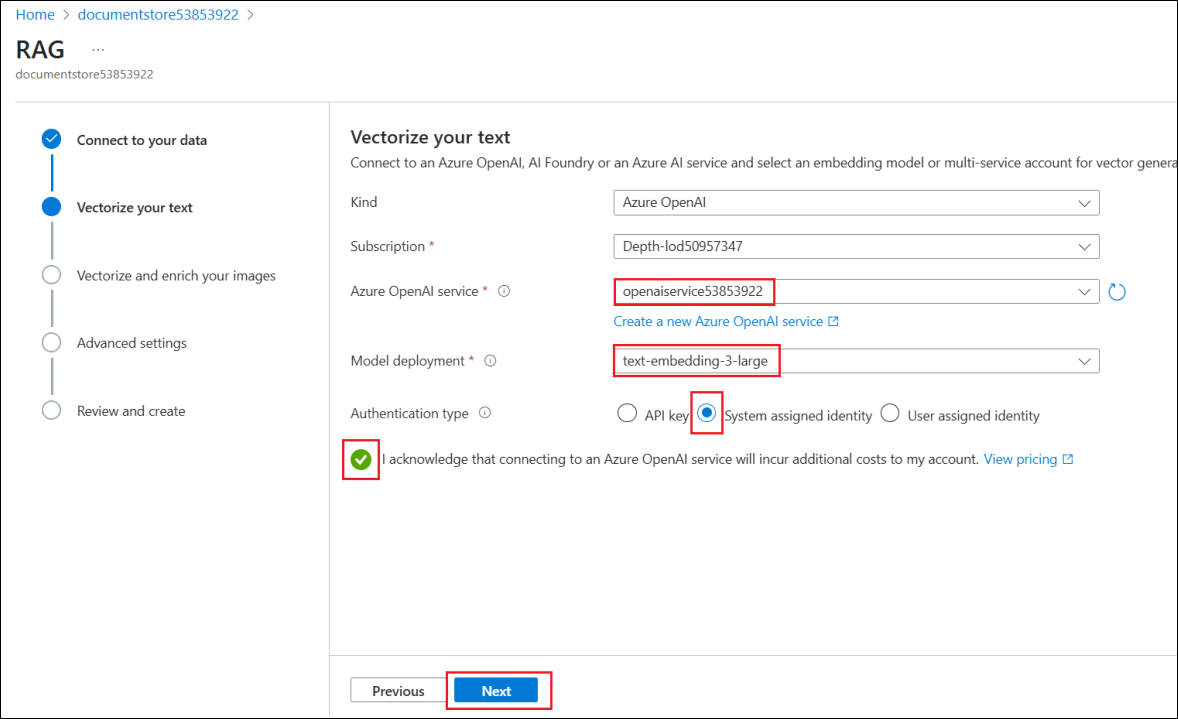 Home > documentstore53853922 >
RAG ...
documentstore53853922
Connect to your data
Vectorize your text
Vectorize and enrich your images
Advanced settings
Review and create
Vectorize your text
Connect to an Azure OpenAI, AI Foundry or an Azure AI service and select an embedding model or multi-service account for vector genera
Kind Azure OpenAI
Subscription * Depth-lod50957347
Azure OpenAI service * openaiservice53853922
Create a new Azure OpenAI service
Model deployment * text-embedding-3-large
Authentication type API key System assigned identity User assigned identity
I acknowledge that connecting to an Azure OpenAI service will incur additional costs to my account. View pricing
Previous Next